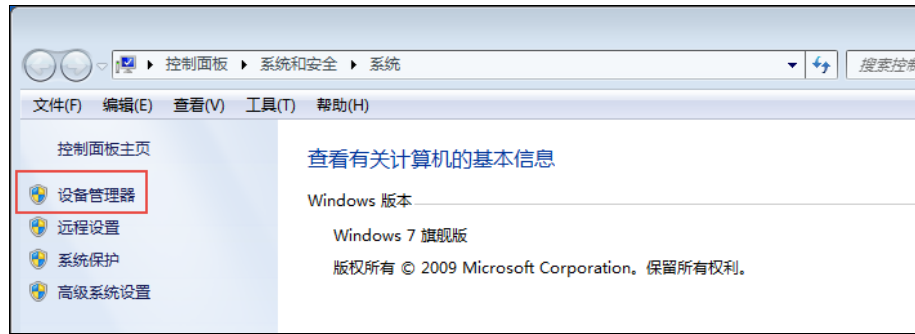 控制面板 ▸ 系统和安全 ▸ 系统
搜索控制
文件(F) 编辑(E) 查看(V) 工具(T) 帮助(H)
控制面板主页
设备管理器
远程设置
系统保护
高级系统设置
查看有关计算机的基本信息
Windows 版本
Windows 7 旗舰版
版权所有 © 2009 Microsoft Corporation。保留所有权利。